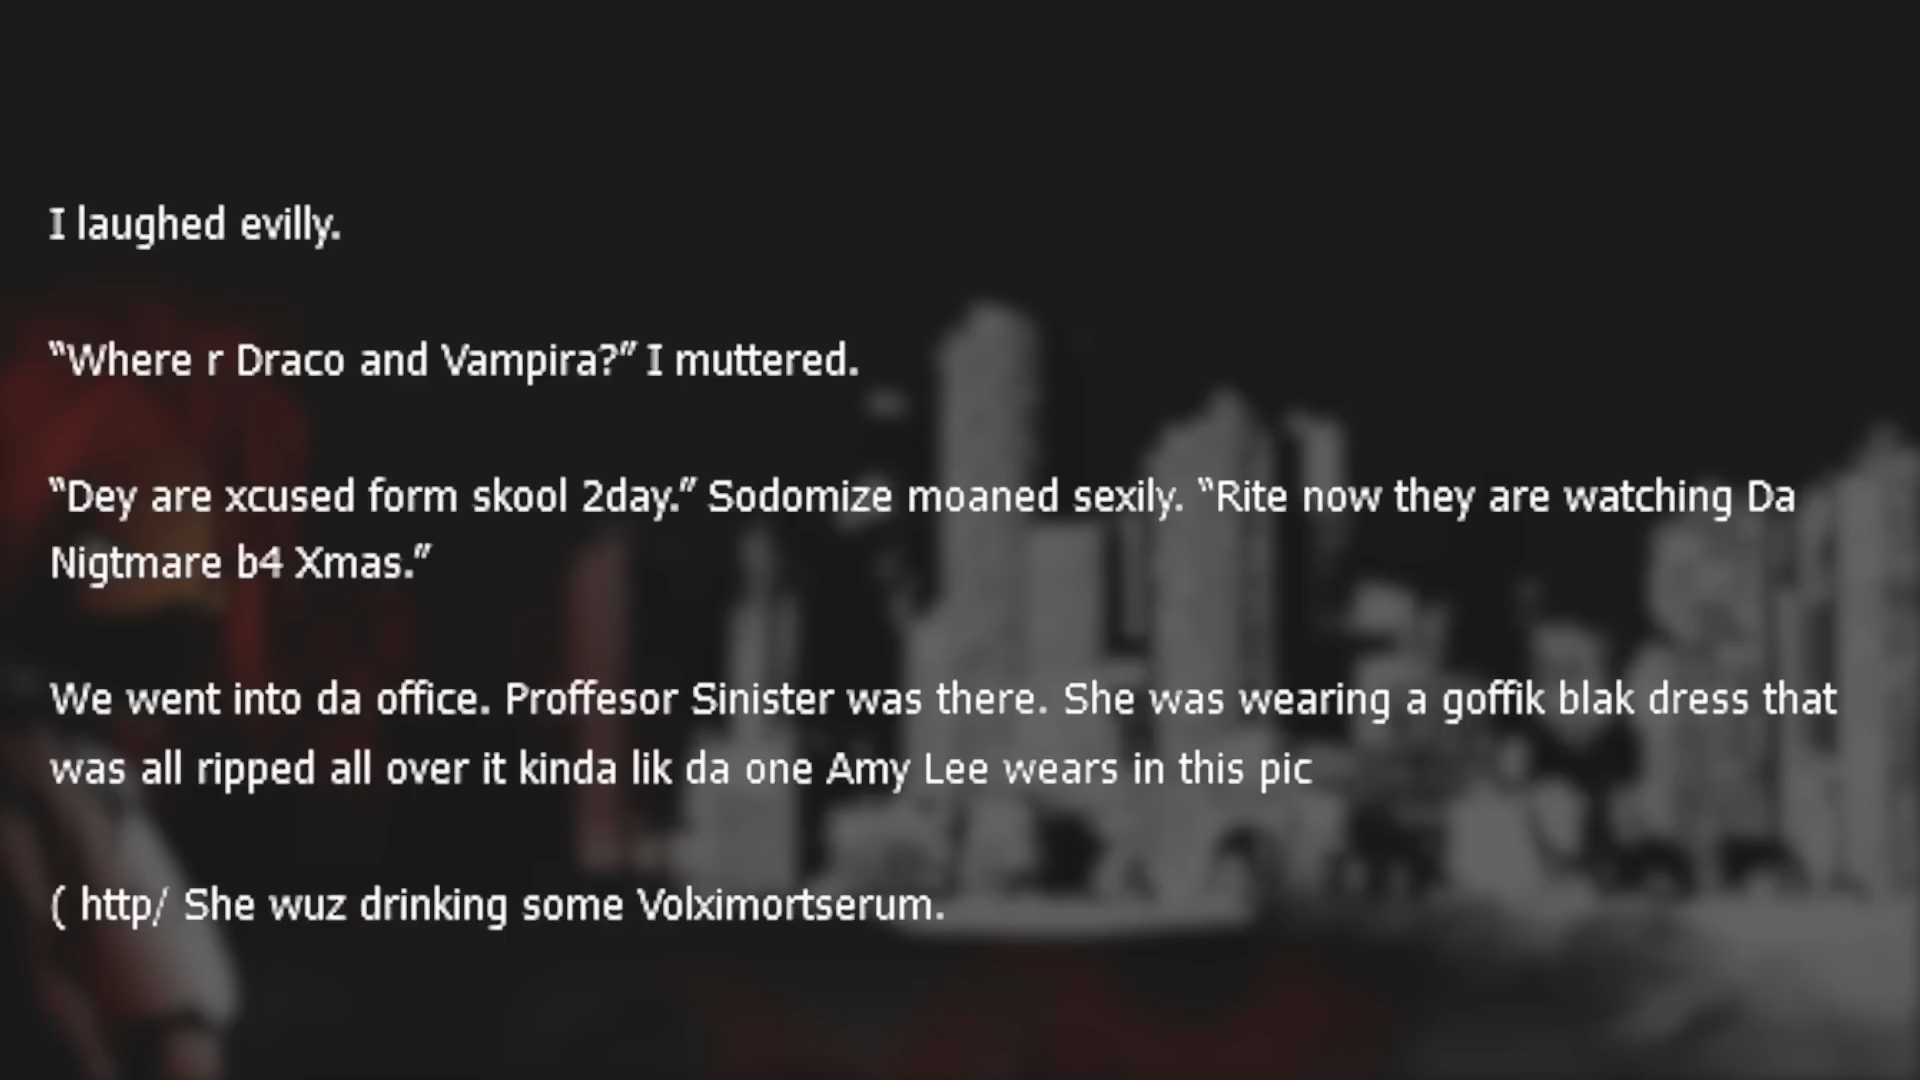 I laughed evilly.
“Where r Draco and Vampira?” I muttered.
“Dey are xcused form skool 2day.” Sodomize moaned sexily. “Rite now they are watching Da
Nigtmare b4 Xmas.”
We went into da office. Proffesor Sinister was there. She was wearing a goffik blak dress that
was all ripped all over it kinda lik da one Amy Lee wears in this pic
( http/ She wuz drinking some Volximortserum.